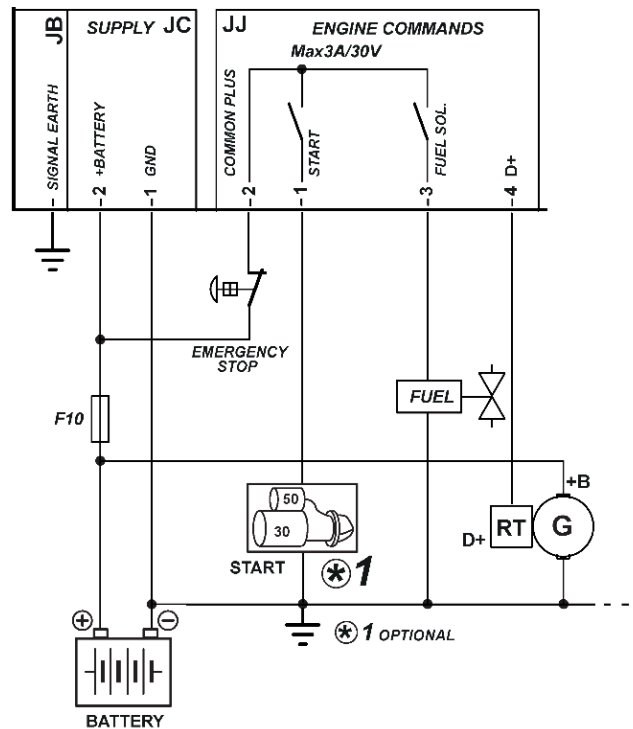 JB
SUPPLY JC
JJ
ENGINE COMMANDS
Max3A/30V
SIGNAL EARTH
+BATTERY
GND
COMMON PLUS
START
FUEL SOL.
D+
-
2
1
2
1
3
4
EMERGENCY
STOP
F10
FUEL
+B
50
30
RT
G
D+
START
*1
*1 OPTIONAL
+
-
BATTERY